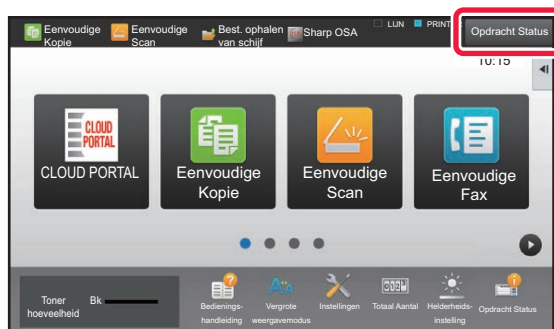 Eenvoudige
Kopie
Eenvoudige
Scan
Best. ophalen
van schijf
Sharp OSA
LIJN
PRINT
Opdracht Status
10:15
CLOUD
PORTAL
CLOUD PORTAL
Eenvoudige
Kopie
Eenvoudige
Scan
Eenvoudige
Fax
Toner
hoeveelheid
Bk
Bedienings-
handleiding
Vergrote
weergavemodus
Instellingen
Totaal Aantal
Helderheids-
instelling
Opdracht Status